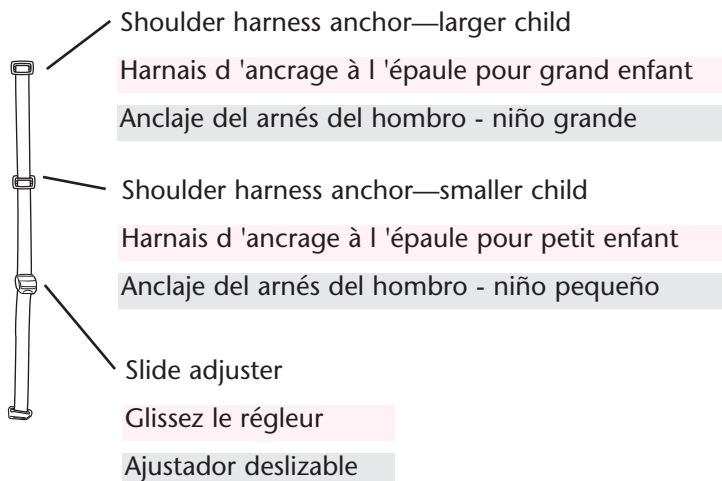 Shoulder harness anchor—larger child
Harnais d 'ancrage à l 'épaule pour grand enfant
Anclaje del arnés del hombro - niño grande
Shoulder harness anchor—smaller child
Harnais d 'ancrage à l 'épaule pour petit enfant
Anclaje del arnés del hombro - niño pequeño
Slide adjuster
Glissez le régleur
Ajustador deslizable